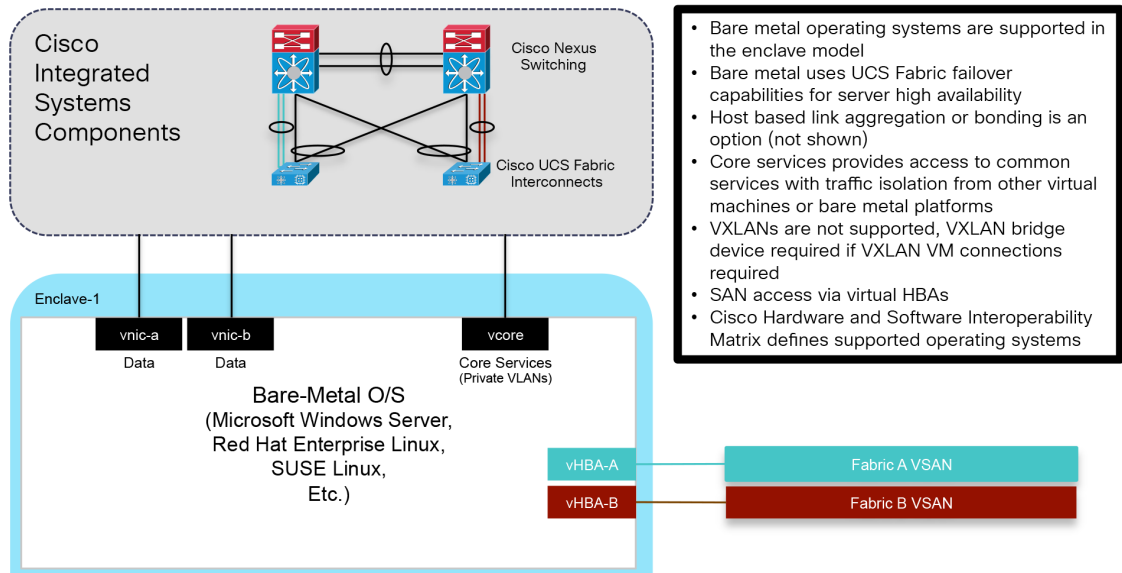 Cisco
Integrated
Systems
Components
Cisco Nexus
Switching
Cisco UCS Fabric
Interconnects
• Bare metal operating systems are supported in
the enclave model
• Bare metal uses UCS Fabric failover
capabilities for server high availability
• Host based link aggregation or bonding is an
option (not shown)
• Core services provides access to common
services with traffic isolation from other virtual
machines or bare metal platforms
• VXLANs are not supported, VXLAN bridge
device required if VXLAN VM connections
required
• SAN access via virtual HBAs
• Cisco Hardware and Software Interoperability
Matrix defines supported operating systems
Enclave-1
vnic-a
vnic-b
vcore
Data
Data
Core Services
(Private VLANs)
Bare-Metal O/S
(Microsoft Windows Server,
Red Hat Enterprise Linux,
SUSE Linux,
Etc.)
vHBA-A
Fabric A VSAN
vHBA-B
Fabric B VSAN